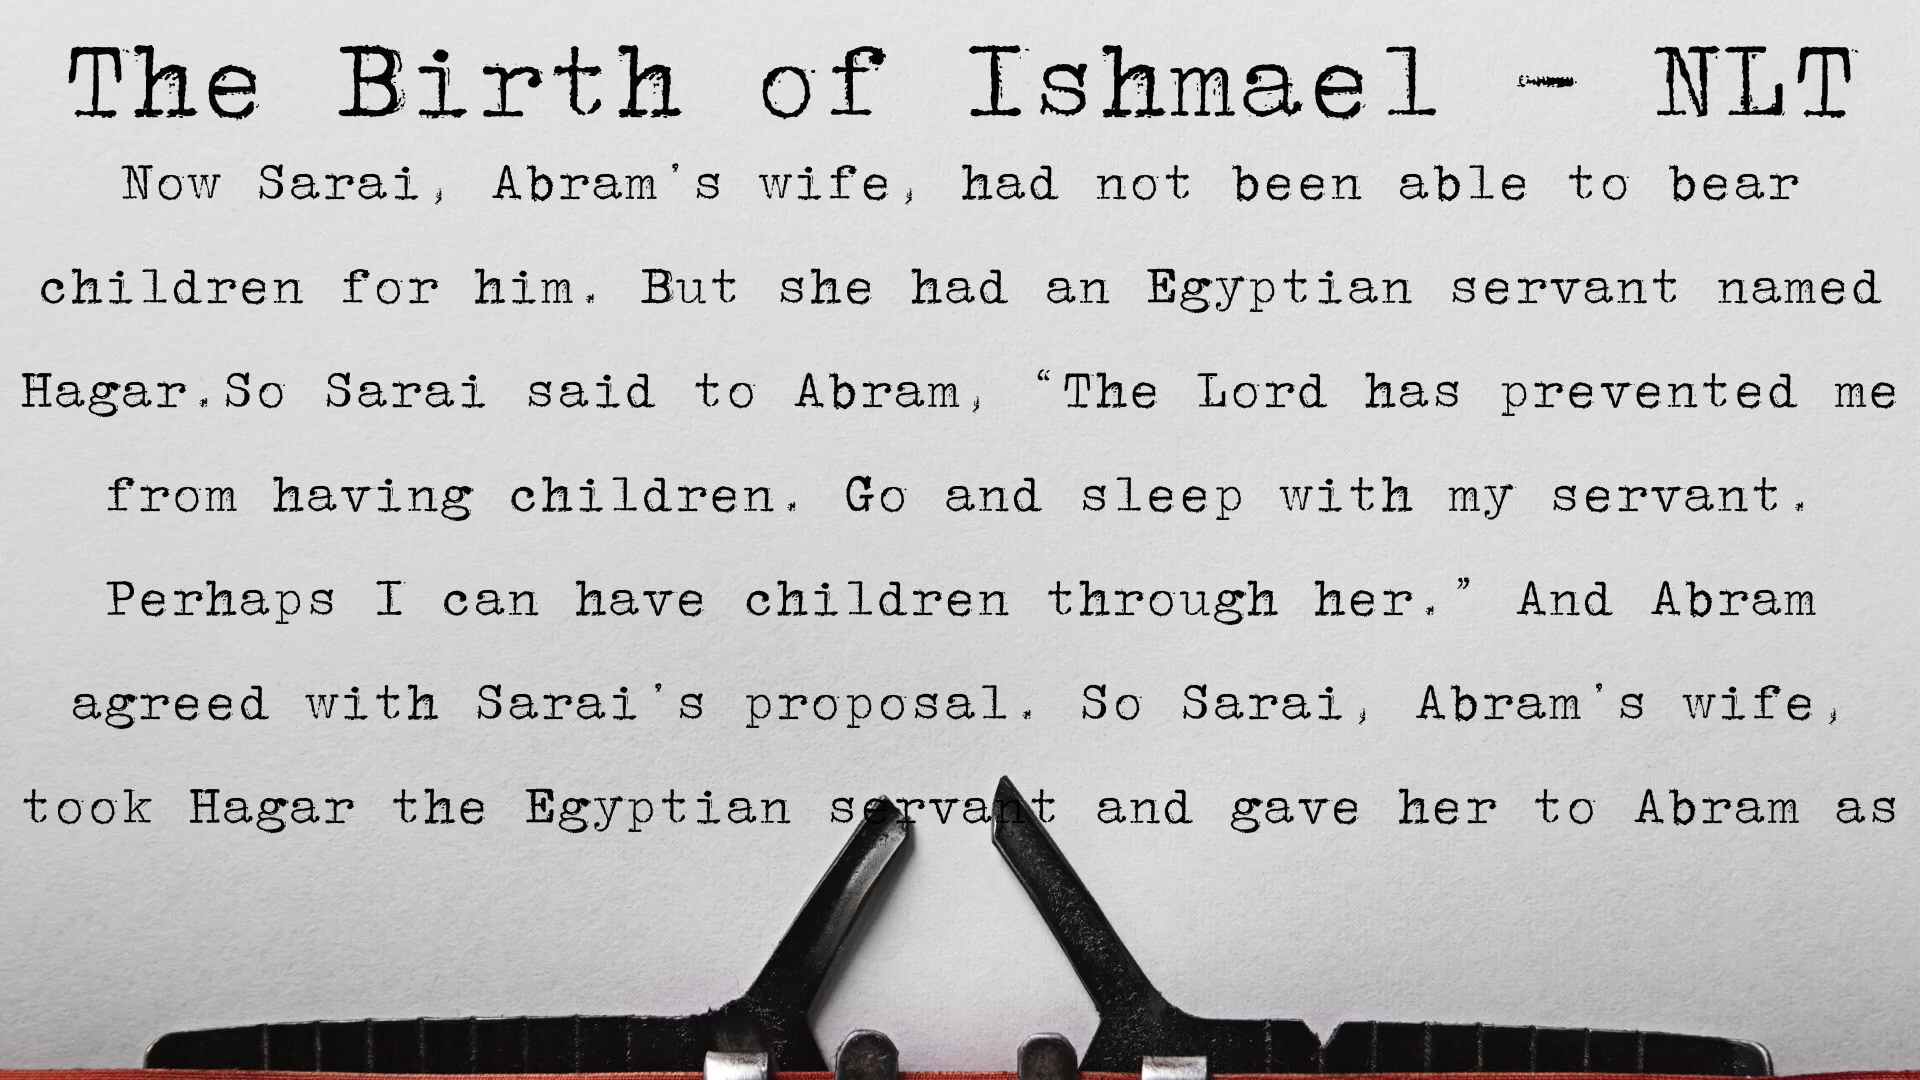 The Birth of Ishmael - NLT
Now Sarai, Abram's wife, had not been able to bear
children for him. But she had an Egyptian servant named
Hagar.So Sarai said to Abram, “The Lord has prevented me
from having children. Go and sleep with my servant.
Perhaps I can have children through her.” And Abram
agreed with Sarai's proposal. So Sarai, Abram's wife,
took Hagar the Egyptian servant and gave her to Abram as